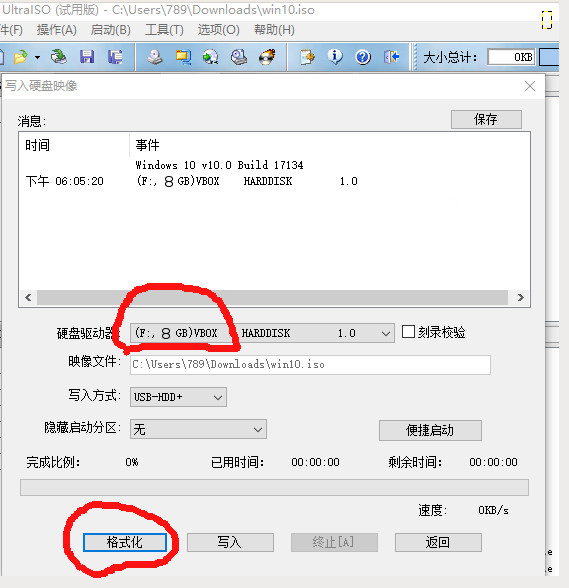 UltraISO (试用版) - C:\Users\789\Downloads\win10.iso
件(F) 操作(A) 启动(B) 工具(T) 选项(O) 帮助(H)
大小总计: 0KB
写入硬盘映像
消息: 保存
时间 事件
Windows 10 v10.0 Build 17134
下午 06:05:20 (F:, 8 GB)VBOX HARDDISK 1.0
硬盘驱动器: (F:, 8 GB)VBOX HARDDISK 1.0 刻录校验
映像文件: C:\Users\789\Downloads\win10.iso
写入方式: USB-HDD+
隐藏启动分区: 无 便捷启动
完成比例: 0% 已用时间: 00:00:00 剩余时间: 00:00:00
速度: 0KB/s
格式化 写入 终止[A] 返回